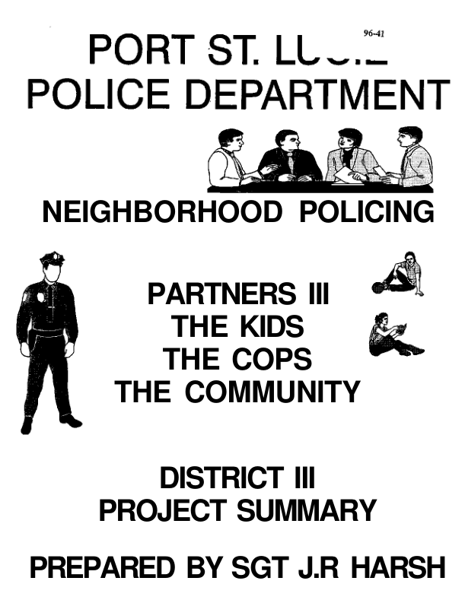 96-41
PORT ST. LUCIE
POLICE DEPARTMENT
NEIGHBORHOOD POLICING
PARTNERS III
THE KIDS
THE COPS
THE COMMUNITY
DISTRICT III
PROJECT SUMMARY
PREPARED BY SGT J.R HARSH